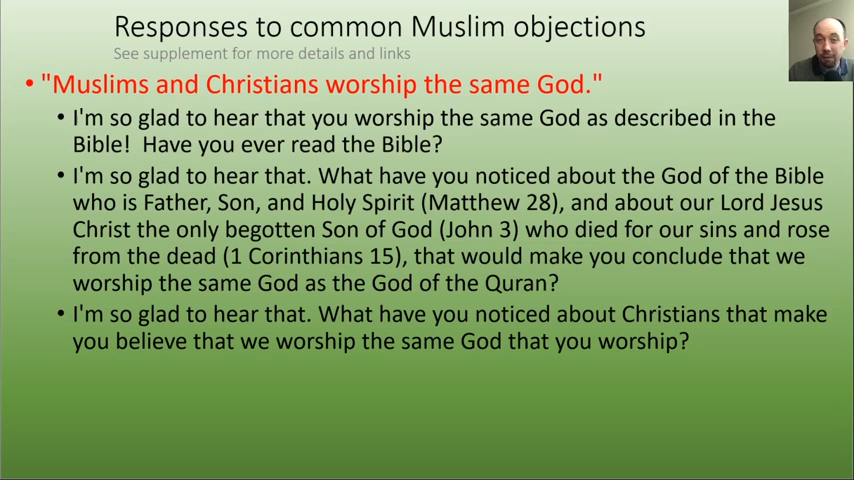 Responses to common Muslim objections
See supplement for more details and links
• "Muslims and Christians worship the same God."
• I'm so glad to hear that you worship the same God as described in the
Bible! Have you ever read the Bible?
• I'm so glad to hear that. What have you noticed about the God of the Bible
who is Father, Son, and Holy Spirit (Matthew 28), and about our Lord Jesus
Christ the only begotten Son of God (John 3) who died for our sins and rose
from the dead (1 Corinthians 15), that would make you conclude that we
worship the same God as the God of the Quran?
• I'm so glad to hear that. What have you noticed about Christians that make
you believe that we worship the same God that you worship?